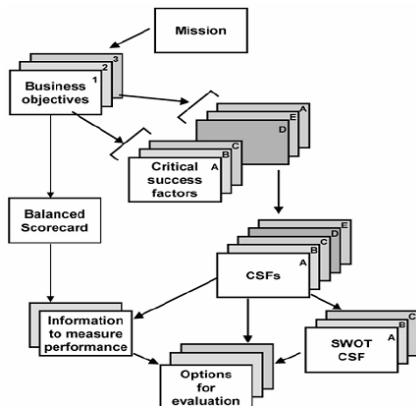 Mission
3
2
1
Business
objectives
A
E
D
C
B
A
Critical
success
factors
Balanced
Scorecard
E
D
C
B
A
CSFs
Information
to measure
performance
C
B
A
SWOT
CSF
Options
for
evaluation